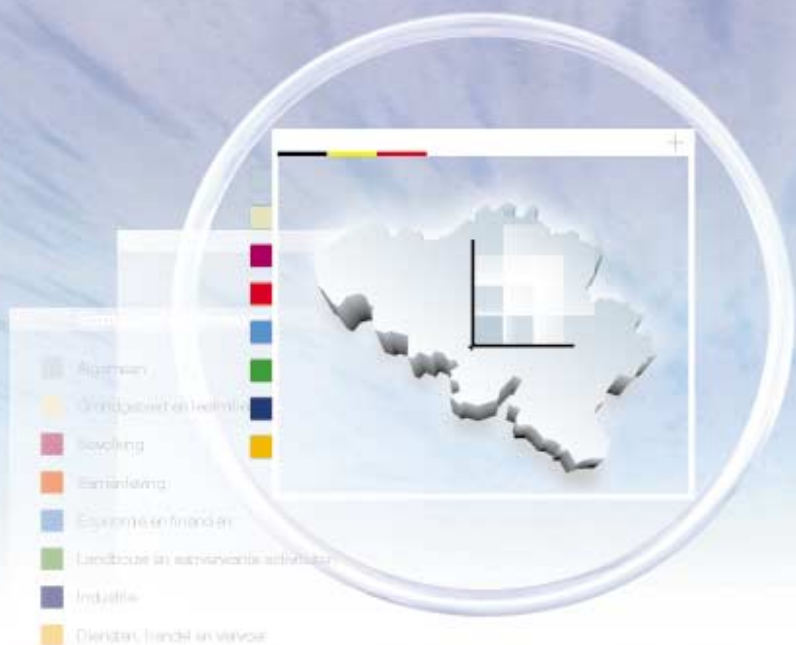 Algemeen
Grondgebied en leefmilieu
Bevolking
Samenleving
Economie en financiën
Landbouw en aanverwante activiteiten
Industrie
Diensten, handel en vervoer